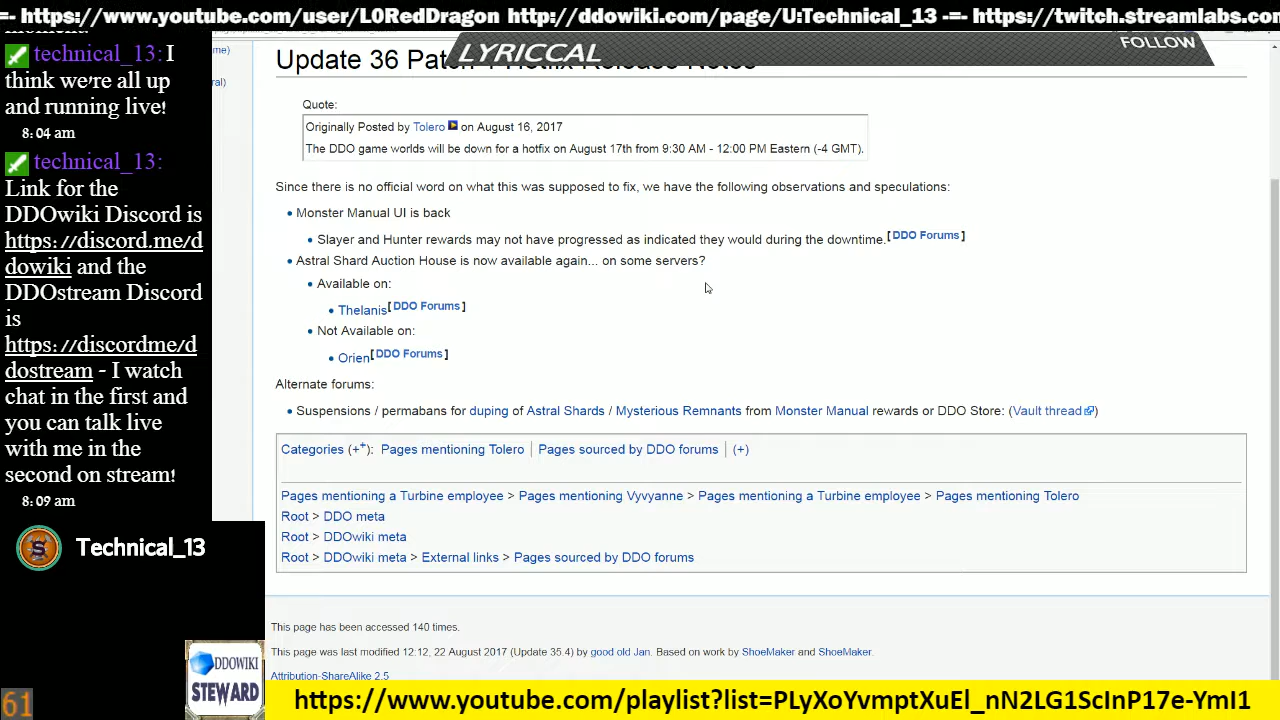 -=- https://www.youtube.com/user/L0RedDragon http://ddowiki.com/page/U:Technical_13 -=- https://twitch.streamlabs.co
technical_13: I
think we're all up
and running live!
8:04 am
technical_13:
Link for the
DDOwiki Discord is
https://discord.me/d
dowiki and the
DDOstream Discord
is
https://discordme/d
dostream - I watch
chat in the first and
you can talk live
with me in the
second on stream!
8:09 am
Technical_13
DDOWIKI
STEWARD
61
LYRICCAL
FOLLOW
Update 36 Patch 1 Hotfix Release Notes
Quote:
Originally Posted by Tolero on August 16, 2017
The DDO game worlds will be down for a hotfix on August 17th from 9:30 AM - 12:00 PM Eastern (-4 GMT).
Since there is no official word on what this was supposed to fix, we have the following observations and speculations:
Monster Manual UI is back
Slayer and Hunter rewards may not have progressed as indicated they would during the downtime.[DDO Forums]
Astral Shard Auction House is now available again... on some servers?
Available on:
Thelanis[DDO Forums]
Not Available on:
Orien[DDO Forums]
Alternate forums:
Suspensions / permabans for duping of Astral Shards / Mysterious Remnants from Monster Manual rewards or DDO Store: (Vault thread)
Categories (+⁺): Pages mentioning Tolero | Pages sourced by DDO forums | (+)
Pages mentioning a Turbine employee > Pages mentioning Vyvyanne > Pages mentioning a Turbine employee > Pages mentioning Tolero
Root > DDO meta
Root > DDOwiki meta
Root > DDOwiki meta > External links > Pages sourced by DDO forums
This page has been accessed 140 times.
This page was last modified 12:12, 22 August 2017 (Update 35.4) by good old Jan. Based on work by ShoeMaker and ShoeMaker.
Attribution-ShareAlike 2.5
https://www.youtube.com/playlist?list=PLyXoYvmptXuEl_nN2LG1ScInP17e-YmI1